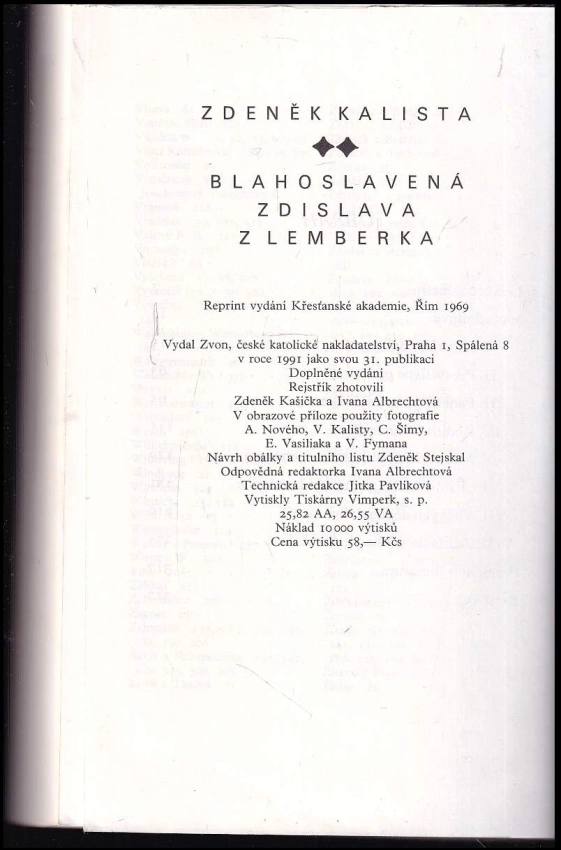 ZDENĚK KALISTA
BLAHOSLAVENÁ
ZDISLAVA
Z LEMBERKA
Reprint vydání Křesťanské akademie, Řím 1969
Vydal Zvon, české katolické nakladatelství, Praha 1, Spálená 8
v roce 1991 jako svou 31. publikaci
Doplněné vydání
Rejstřík zhotovili
Zdeněk Kašička a Ivana Albrechtová
V obrazové příloze použity fotografie
A. Nového, V. Kalisty, C. Šímy,
E. Vasiliaka a V. Fymana
Návrh obálky a titulního listu Zdeněk Stejskal
Odpovědná redaktorka Ivana Albrechtová
Technická redakce Jitka Pavlíková
Vytiskly Tiskárny Vimperk, s. p.
25,82 AA, 26,55 VA
Náklad 10 000 výtisků
Cena výtisku 58,— Kčs